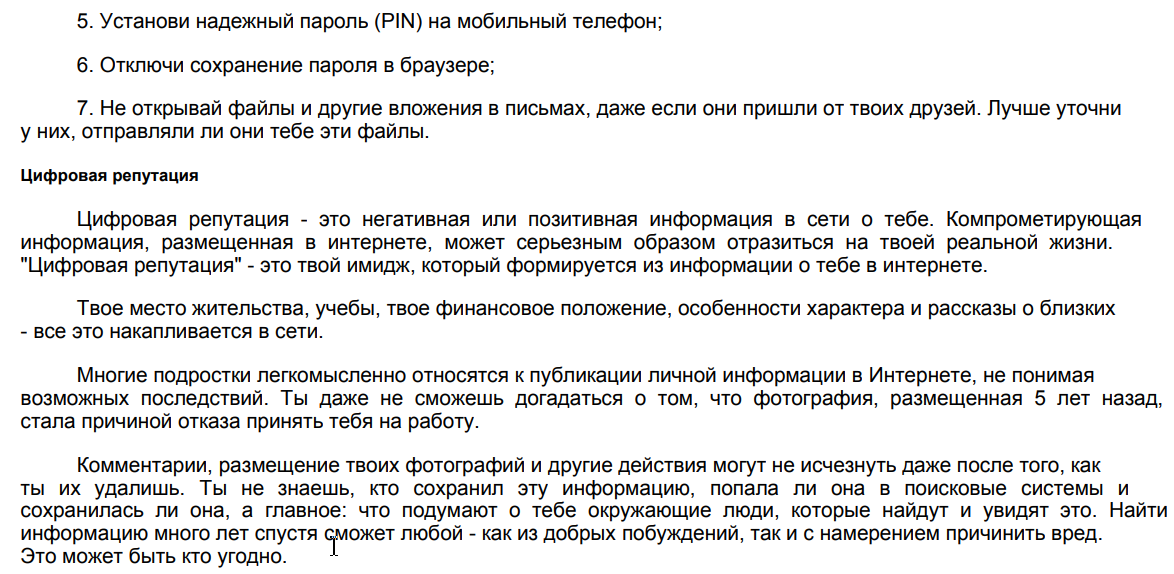 5. Установи надежный пароль (PIN) на мобильный телефон;
6. Отключи сохранение пароля в браузере;
7. Не открывай файлы и другие вложения в письмах, даже если они пришли от твоих друзей. Лучше уточни
у них, отправляли ли они тебе эти файлы.
Цифровая репутация
Цифровая репутация - это негативная или позитивная информация в сети о тебе. Компрометирующая
информация, размещенная в интернете, может серьезным образом отразиться на твоей реальной жизни.
"Цифровая репутация" - это твой имидж, который формируется из информации о тебе в интернете.
Твое место жительства, учебы, твое финансовое положение, особенности характера и рассказы о близких
- все это накапливается в сети.
Многие подростки легкомысленно относятся к публикации личной информации в Интернете, не понимая
возможных последствий. Ты даже не сможешь догадаться о том, что фотография, размещенная 5 лет назад,
стала причиной отказа принять тебя на работу.
Комментарии, размещение твоих фотографий и другие действия могут не исчезнуть даже после того, как
ты их удалишь. Ты не знаешь, кто сохранил эту информацию, попала ли она в поисковые системы и
сохранилась ли она, а главное: что подумают о тебе окружающие люди, которые найдут и увидят это. Найти
информацию много лет спустя сможет любой - как из добрых побуждений, так и с намерением причинить вред.
Это может быть кто угодно.